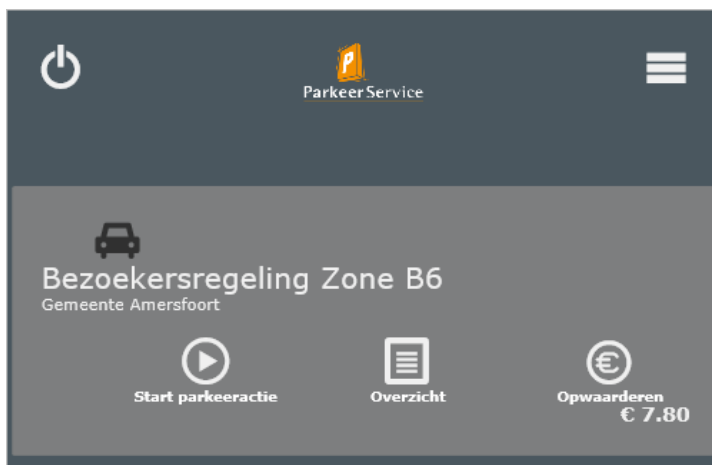 P
ParkeerService
Bezoekersregeling Zone B6
Gemeente Amersfoort
Start parkeeractie
Overzicht
€
Opwaarderen
€ 7.80